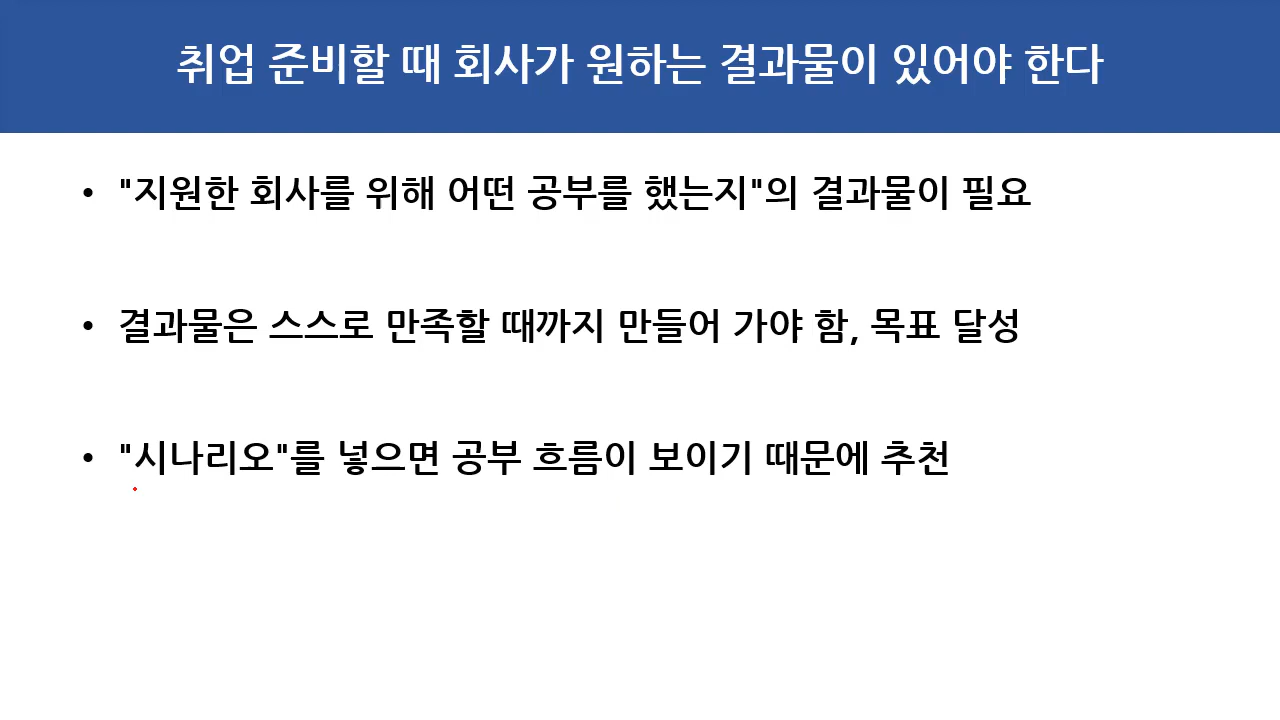 취업 준비할 때 회사가 원하는 결과물이 있어야 한다
• "지원한 회사를 위해 어떤 공부를 했는지"의 결과물이 필요
• 결과물은 스스로 만족할 때까지 만들어 가야 함, 목표 달성
• "시나리오"를 넣으면 공부 흐름이 보이기 때문에 추천